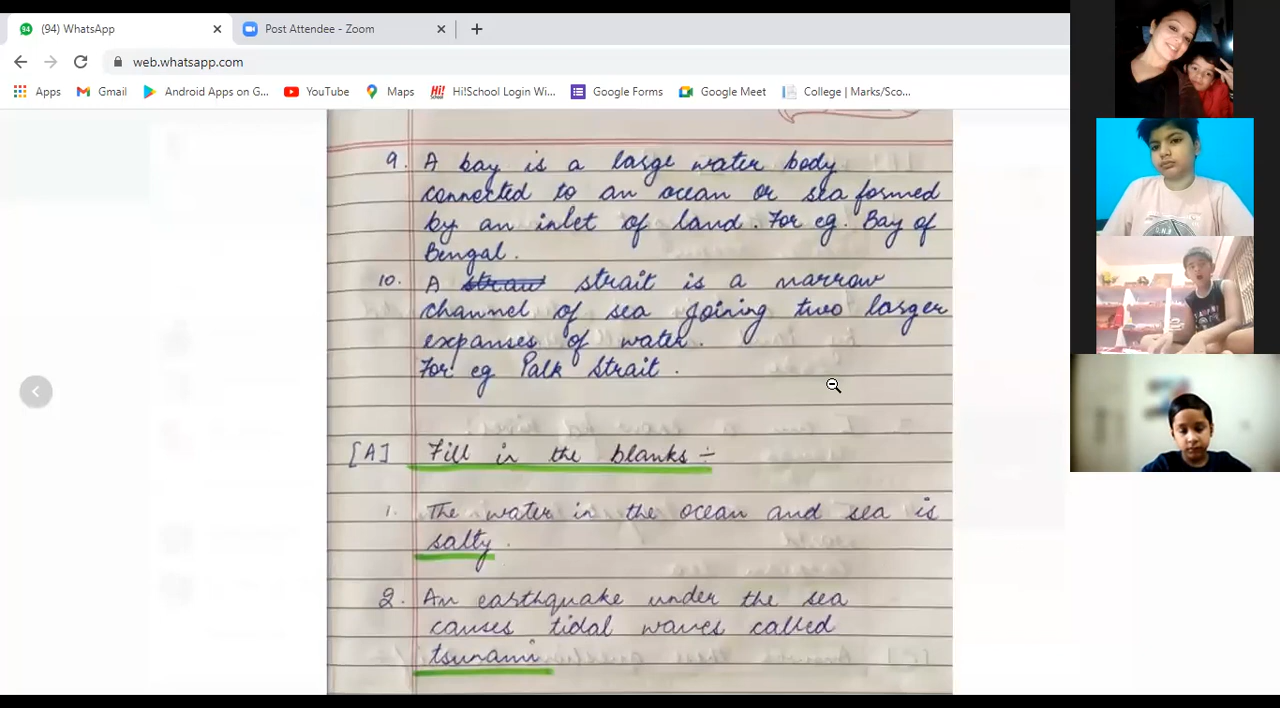 (94) WhatsApp
Post Attendee - Zoom
web.whatsapp.com
Apps
Gmail
Android Apps on G...
YouTube
Maps
Hi!School Login Wi...
Google Forms
Google Meet
College | Marks/Sco...
9. A bay is a large water body
connected to an ocean or sea formed
by an inlet of land. For eg. Bay of
Bengal.
10. A straw strait is a narrow
channel of sea joining two larger
expanses of water.
For eg Palk Strait.
[A] Fill in the blanks ÷
1. The water in the ocean and sea is
salty.
2. An earthquake under the sea
causes tidal waves called
tsunami